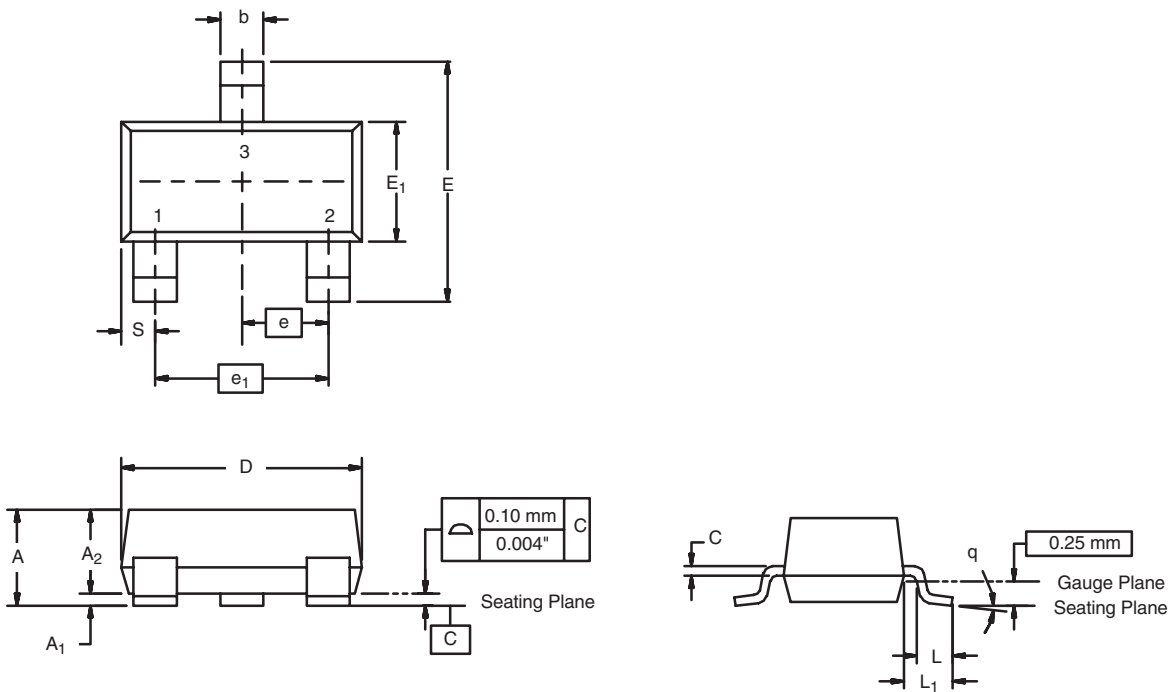 b
3
E₁
E
1
2
S
e
e₁
D
A
A₂
0.10 mm
C
0.004"
Seating Plane
A₁
C
C
q
0.25 mm
Gauge Plane
Seating Plane
L
L₁